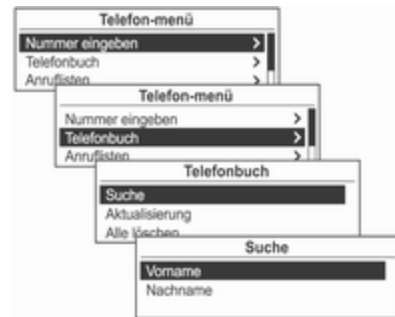 Telefon-menü
Nummer eingeben
Telefonbuch
Anruflisten
Telefon-menü
Nummer eingeben
Telefonbuch
Anruflisten
Telefonbuch
Suche
Aktualisierung
Alle löschen
Suche
Vorname
Nachname